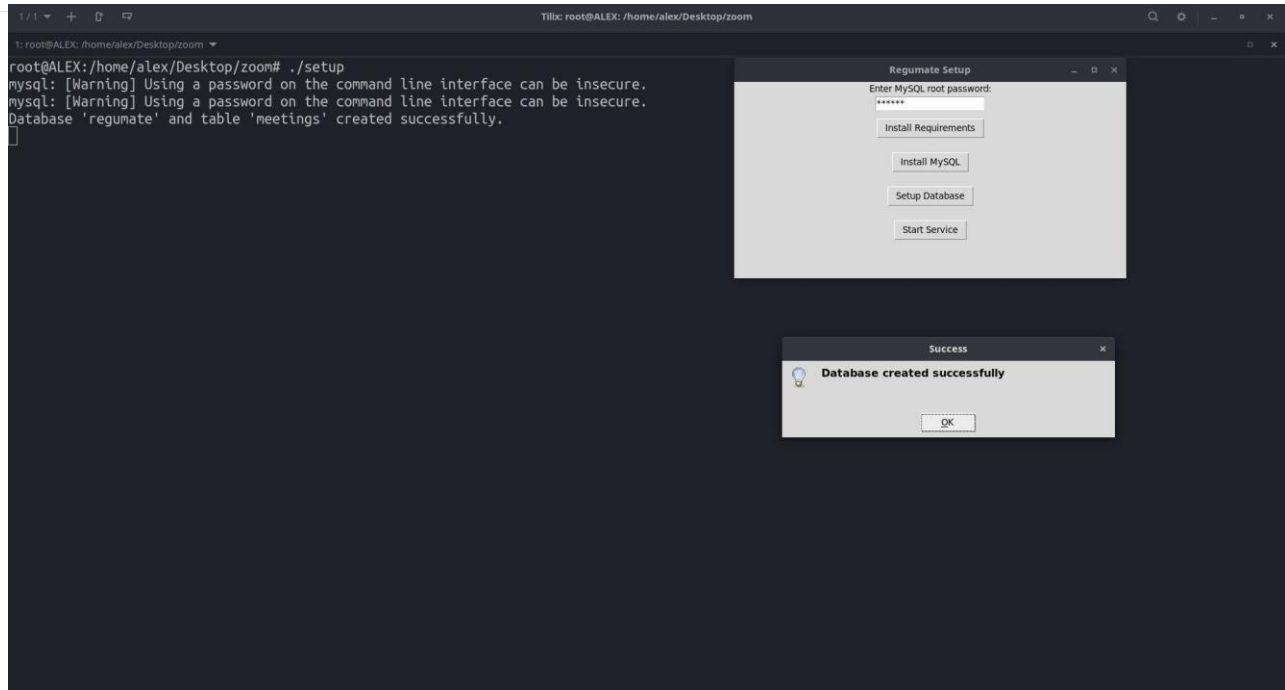 1 / 1
Tilix: root@ALEX: /home/alex/Desktop/zoom
1: root@ALEX: /home/alex/Desktop/zoom
root@ALEX:/home/alex/Desktop/zoom# ./setup
mysql: [Warning] Using a password on the command line interface can be insecure.
mysql: [Warning] Using a password on the command line interface can be insecure.
Database 'regumate' and table 'meetings' created successfully.
Regumate Setup
Enter MySQL root password:
******
Install Requirements
Install MySQL
Setup Database
Start Service
Success
Database created successfully
OK